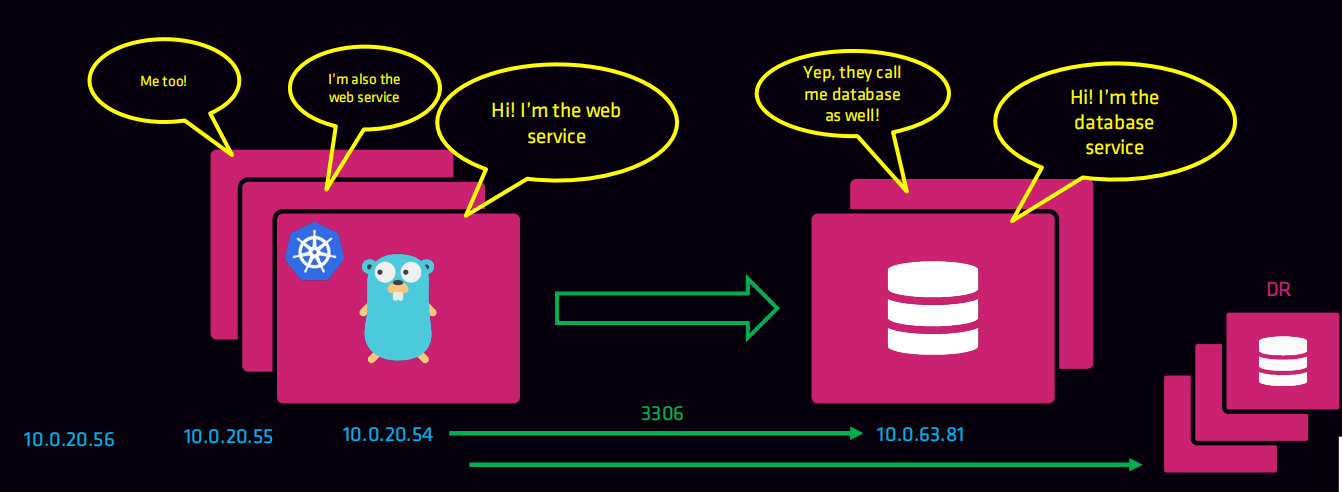 Me too!
I'm also the
web service
Hi! I'm the web
service
Yep, they call
me database
as well!
Hi! I'm the
database
service
DR
3306
10.0.20.56
10.0.20.55
10.0.20.54
10.0.63.81